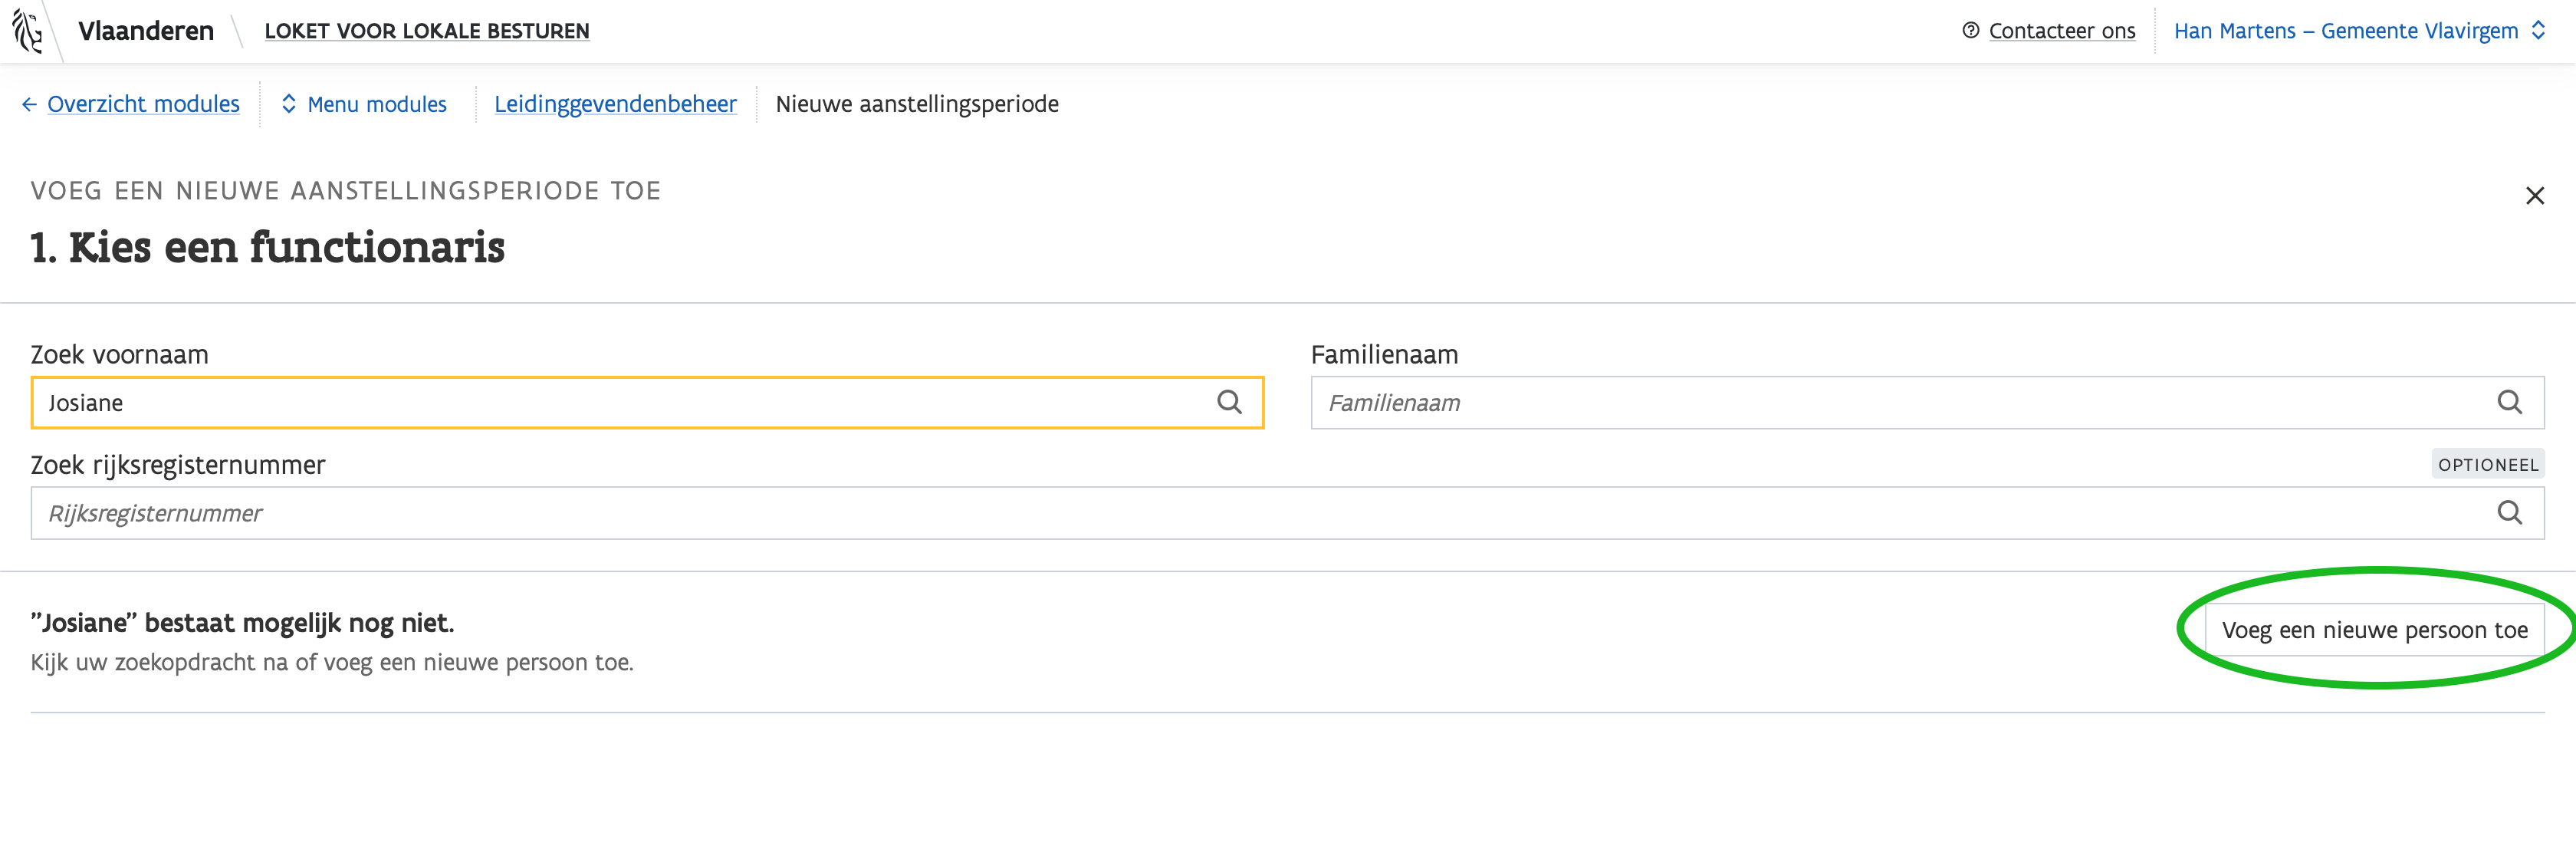 Vlaanderen
LOKET VOOR LOKALE BESTUREN
Contacteer ons
Han Martens – Gemeente Vlavirgem
Overzicht modules
Menu modules
Leidinggevendenbeheer
Nieuwe aanstellingsperiode
VOEG EEN NIEUWE AANSTELLINGSPERIODE TOE
1. Kies een functionaris
Zoek voornaam
Familienaam
Josiane
Familienaam
Zoek rijksregisternummer
OPTIONEEL
Rijksregisternummer
”Josiane” bestaat mogelijk nog niet.
Voeg een nieuwe persoon toe
Kijk uw zoekopdracht na of voeg een nieuwe persoon toe.